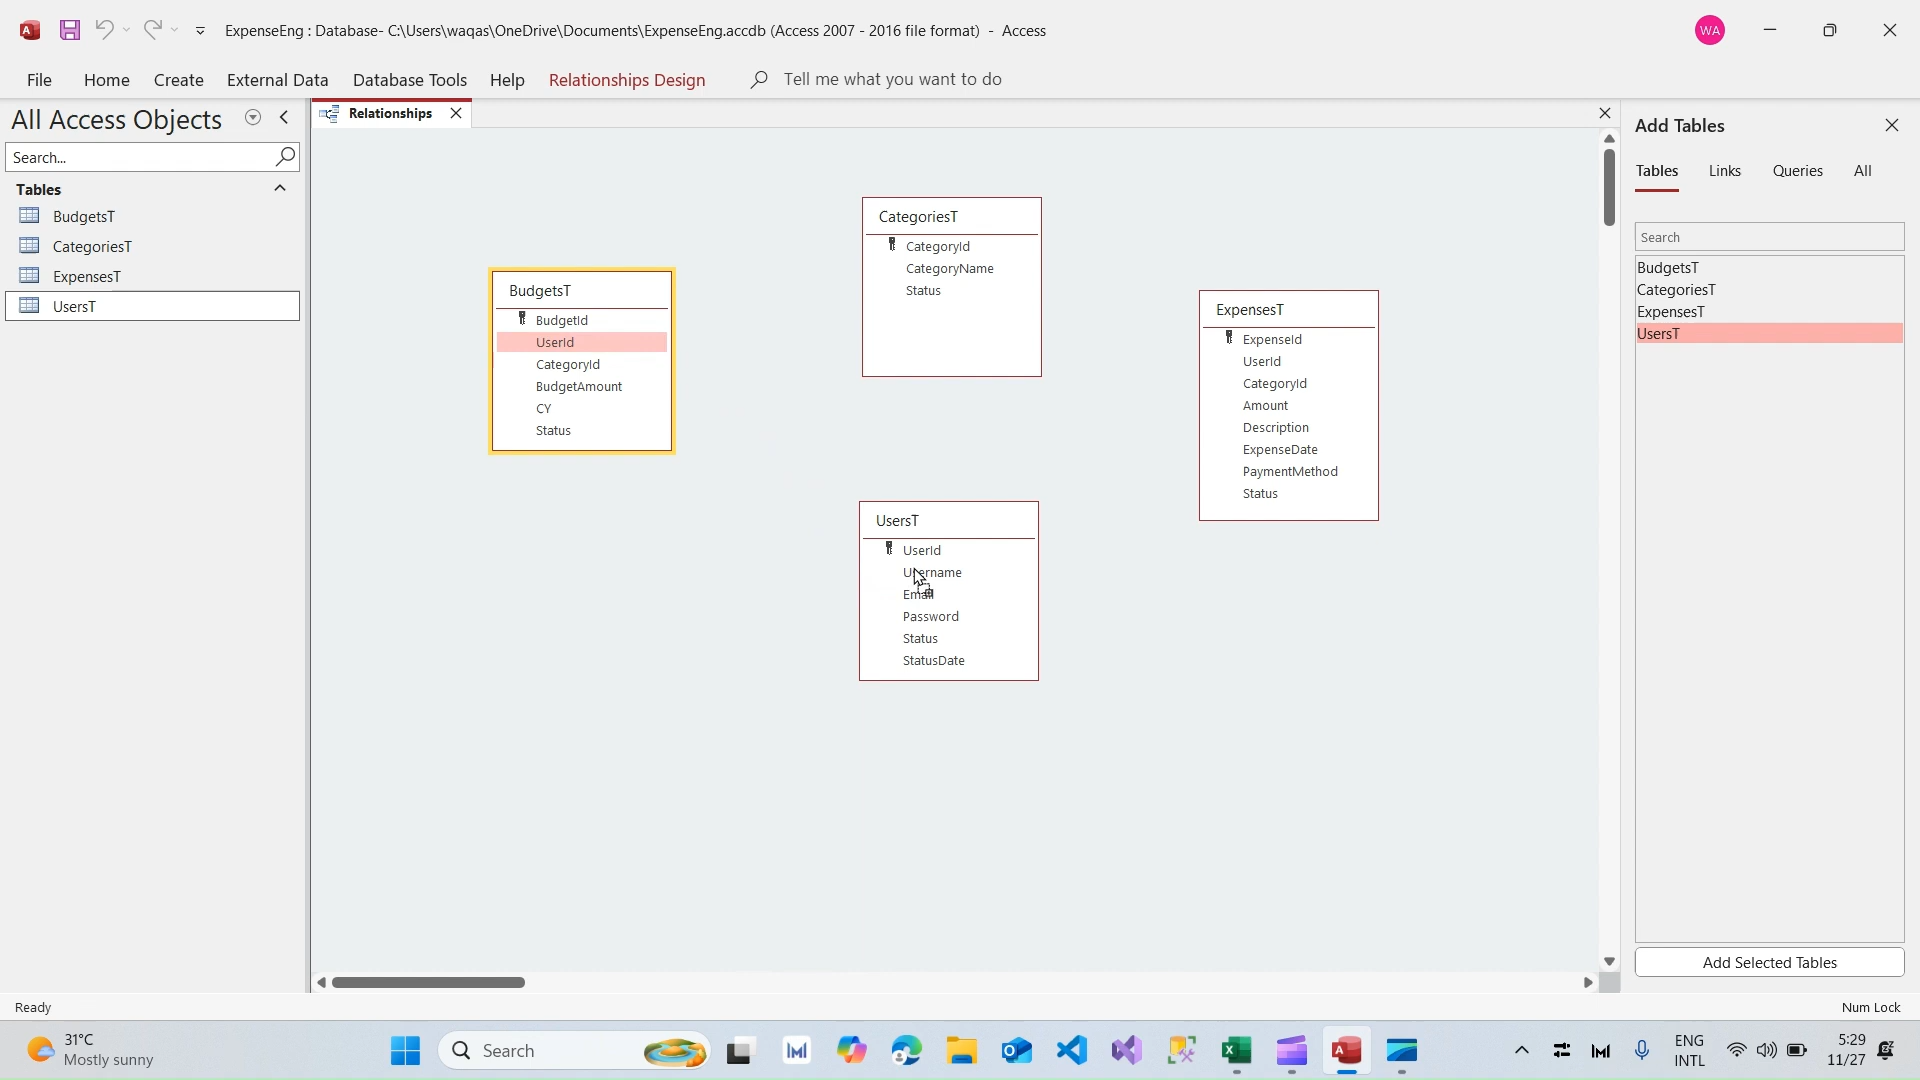 ExpenseEng : Database- C:\Users\waqas\OneDrive\Documents\ExpenseEng.accdb (Access 2007 - 2016 file format) - Access
WA
File Home Create External Data Database Tools Help Relationships Design Tell me what you want to do
All Access Objects
Search...
Tables
BudgetsT
CategoriesT
ExpensesT
UsersT
Relationships
BudgetsT
BudgetId
UserId
CategoryId
BudgetAmount
CY
Status
CategoriesT
CategoryId
CategoryName
Status
ExpensesT
ExpenseId
UserId
CategoryId
Amount
Description
ExpenseDate
PaymentMethod
Status
UsersT
UserId
Username
Email
Password
Status
StatusDate
Add Tables
Tables Links Queries All
Search
BudgetsT
CategoriesT
ExpensesT
UsersT
Add Selected Tables
Ready
Num Lock
31°C
Mostly sunny
Search
ENG
INTL
5:29
11/27